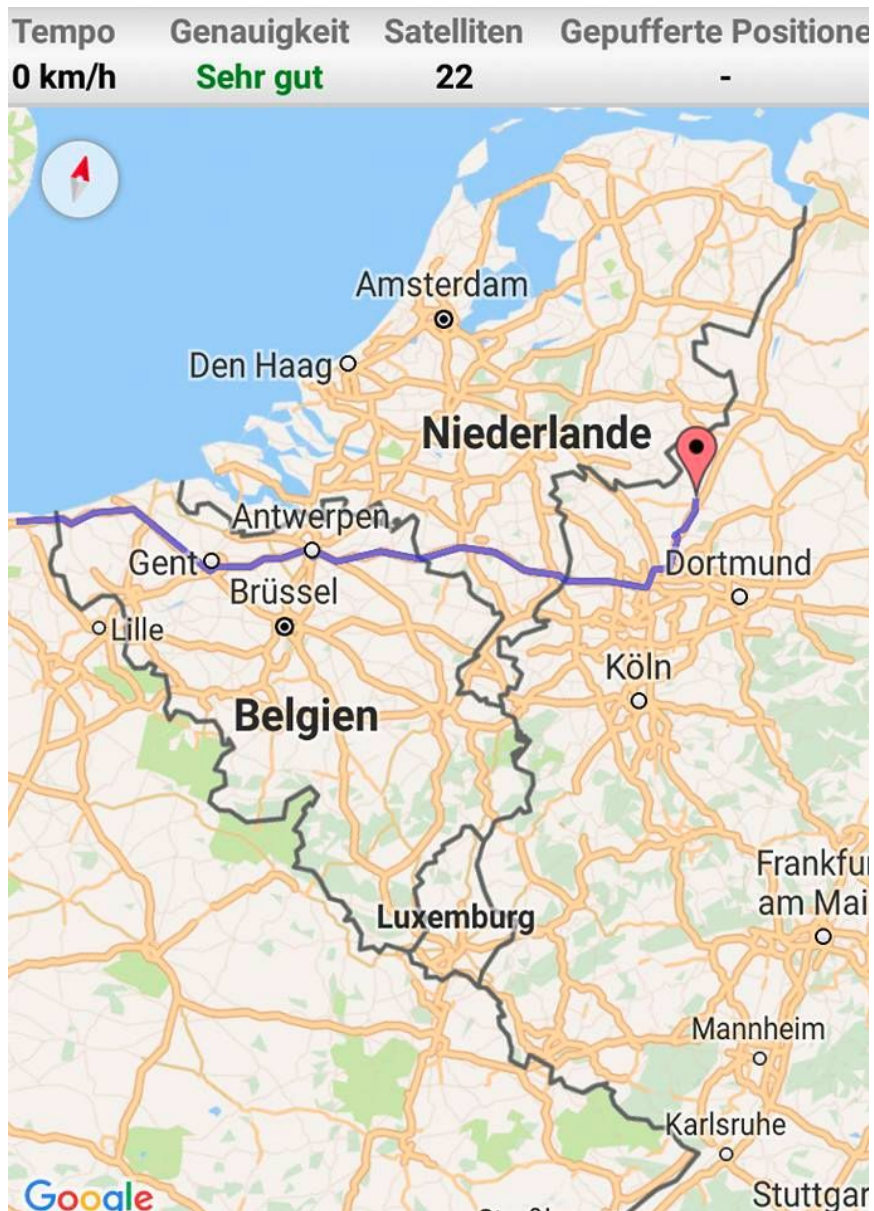 Tempo Genauigkeit Satelliten Gepufferte Positione
0 km/h Sehr gut 22 -
Amsterdam
Den Haag
Niederlande
Antwerpen
Gent
Dortmund
Brüssel
Lille
Köln
Belgien
Frankfur
am Mai
Luxemburg
Mannheim
Karlsruhe
Google
Stuttgar